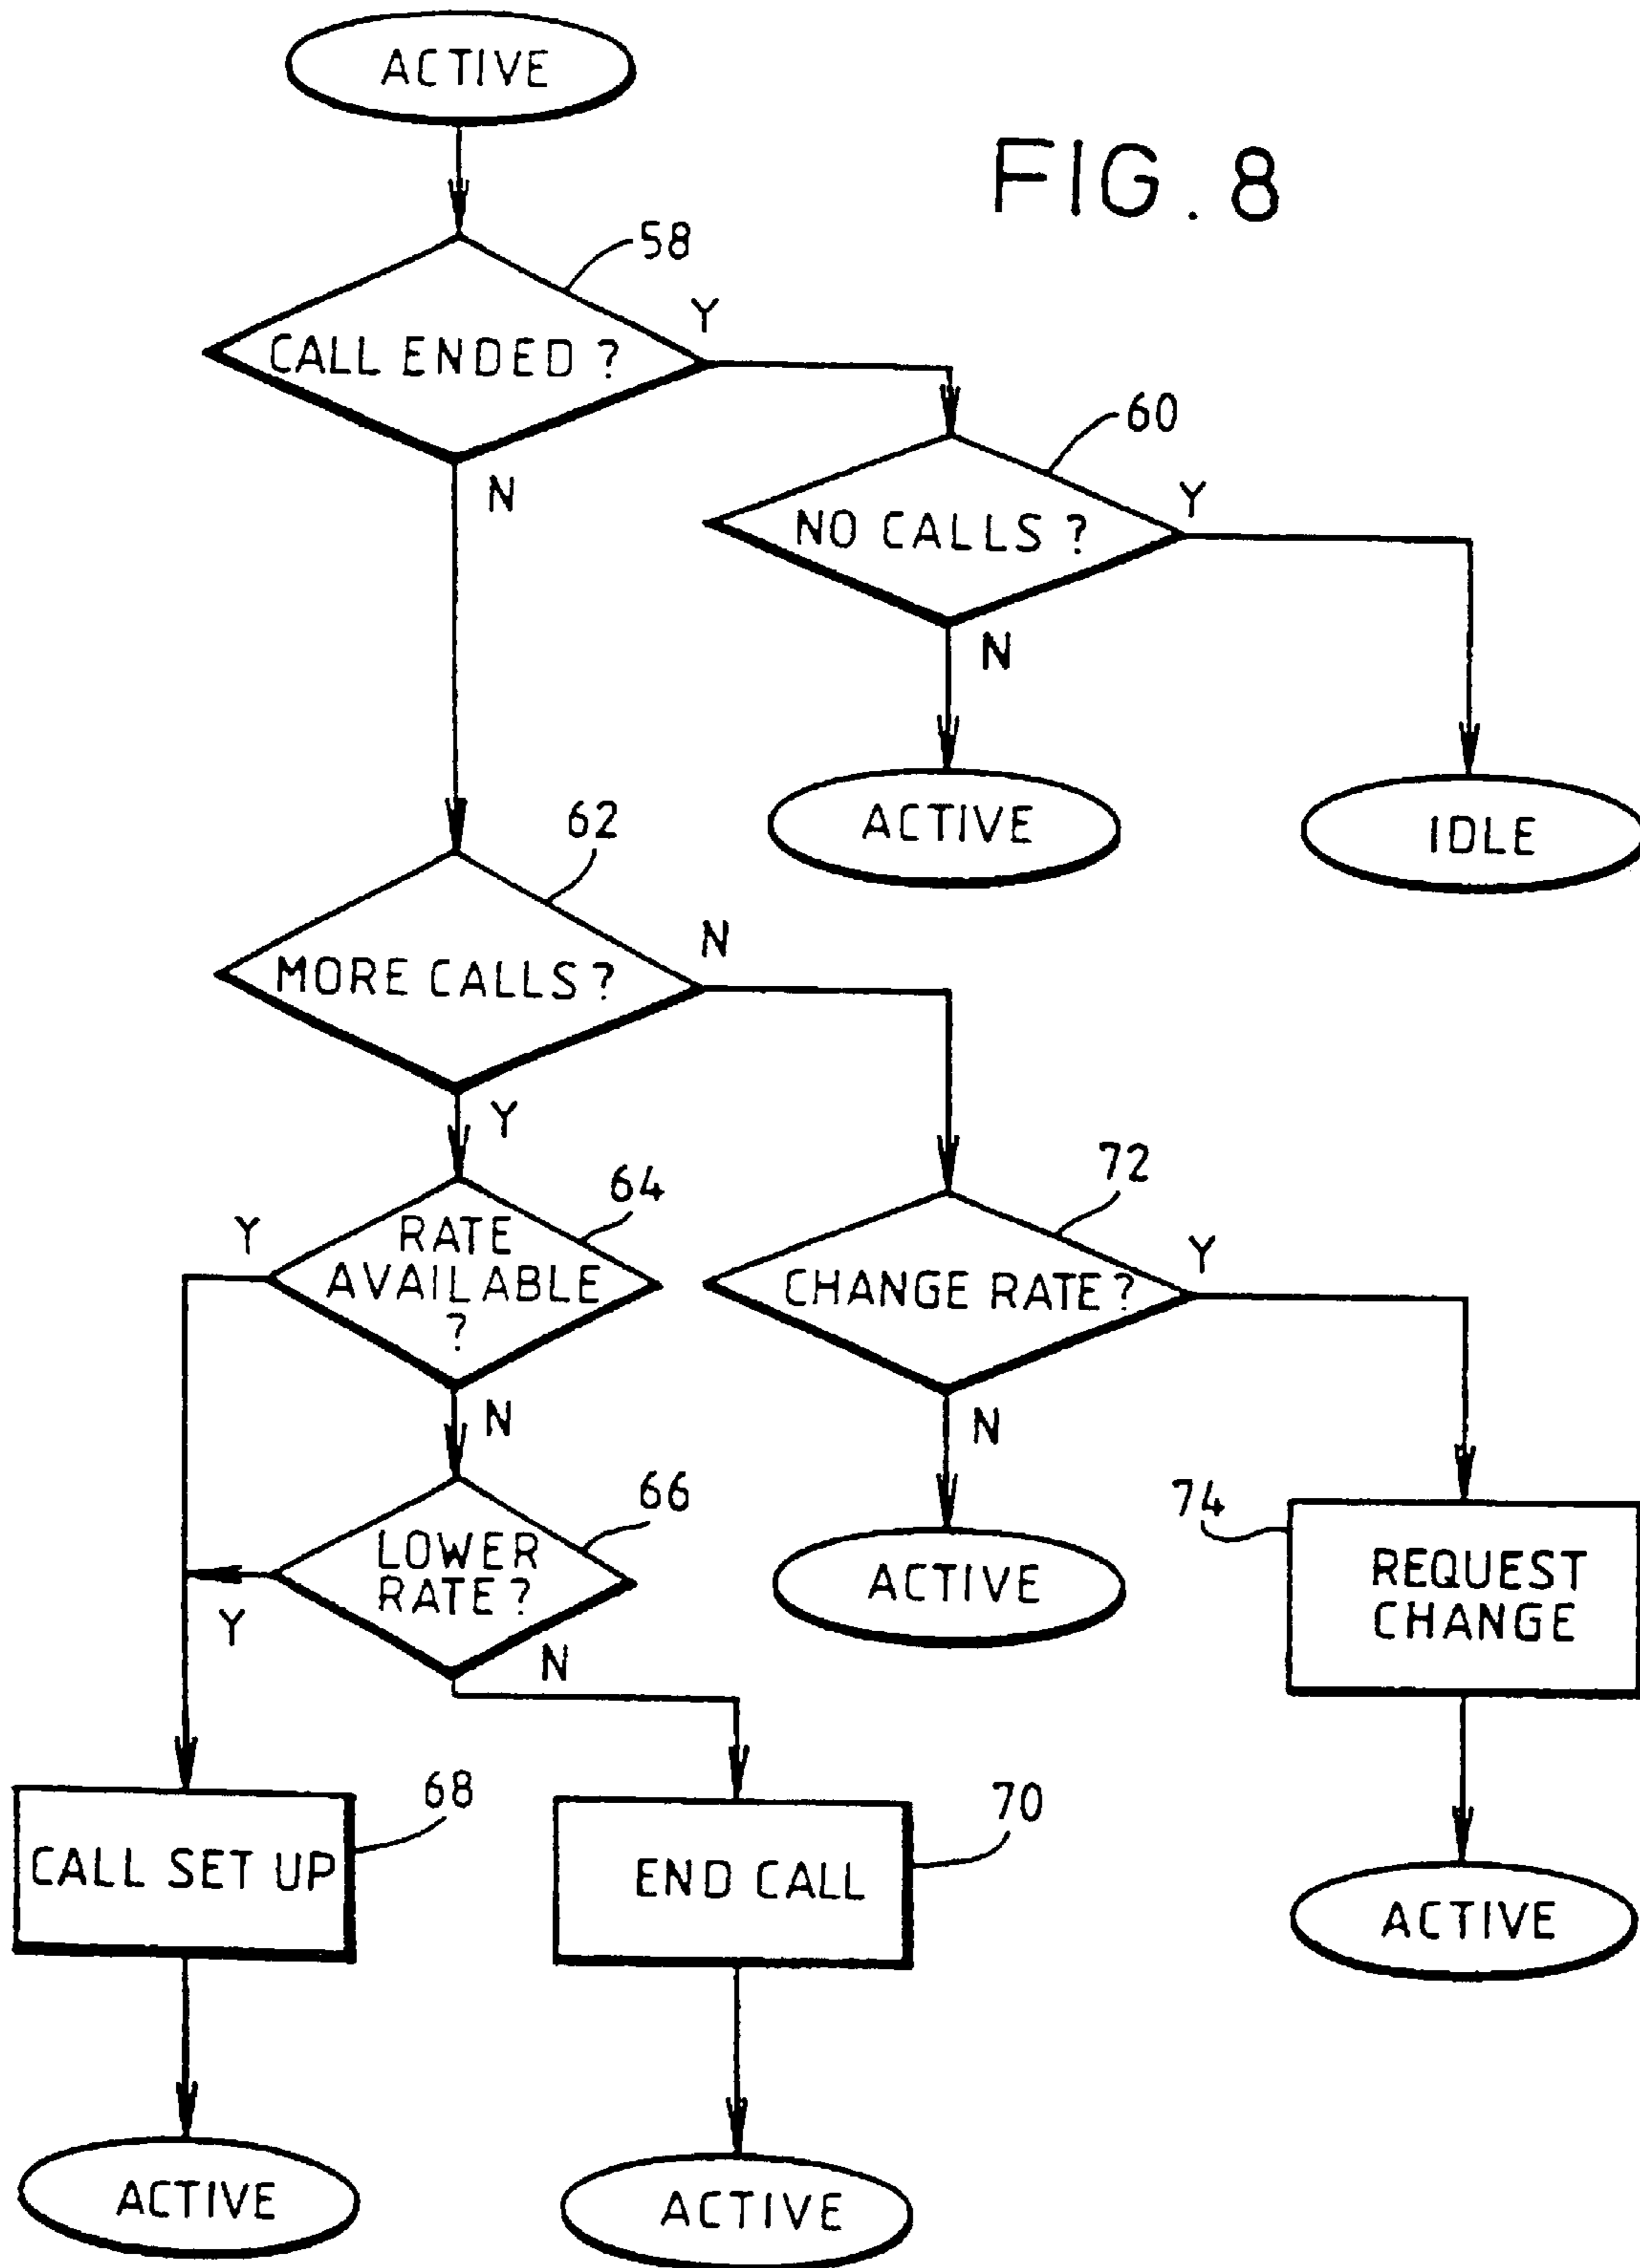 ACTIVE
FIG. 8
58
Y
CALL ENDED ?
60
N
Y
NO CALLS ?
N
62
ACTIVE
IDLE
N
MORE CALLS ?
Y
72
64
Y
RATE
AVAILABLE
?
Y
CHANGE RATE ?
N
N
66
74
LOWER
RATE ?
ACTIVE
REQUEST
CHANGE
Y
N
68
70
CALL SET UP
END CALL
ACTIVE
ACTIVE
ACTIVE